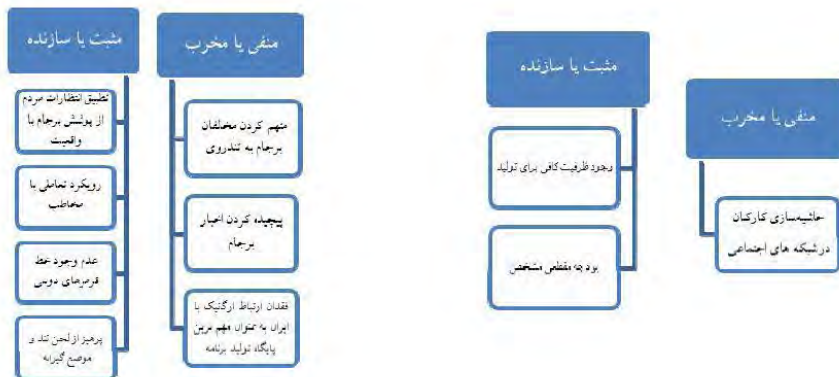 مثبت یا سازنده
وجود ظرفیت کافی برای تولید
بودجه مقطعی مشخص
منفی یا مخرب
حاشیه‌سازی کارکنان
در شبکه های اجتماعی
مثبت یا سازنده
تطبیق انتظارات مردم
از پوشش برجام با
واقعیت
رویکرد تعاملی با
مخاطب
عدم وجود خط
قرمزهای دوستی
پرهیز از لحن تند و
موضع گیرانه
منفی یا مخرب
متهم کردن مخالفان
برجام به تندروی
پیچیده کردن اخبار
برجام
فقدان ارتباط ارگانیک با
ایران به عنوان مهم ترین
پایگاه تولید برنامه